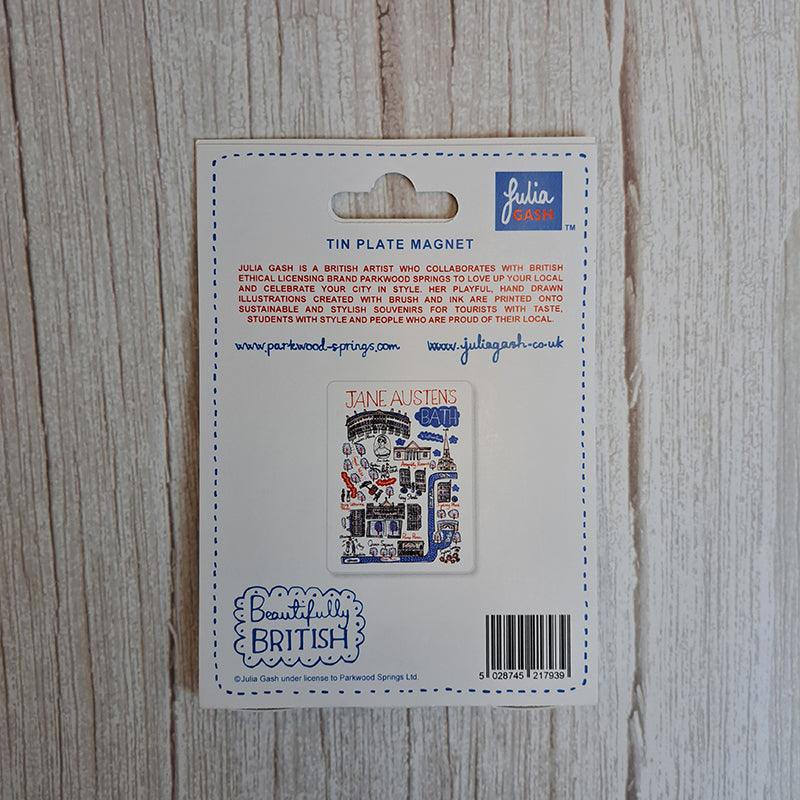 Julia
GASH
TM
TIN PLATE MAGNET
JULIA GASH IS A BRITISH ARTIST WHO COLLABORATES WITH BRITISH
ETHICAL LICENSING BRAND PARKWOOD SPRINGS TO LOVE UP YOUR LOCAL
AND CELEBRATE YOUR CITY IN STYLE. HER PLAYFUL, HAND DRAWN
ILLUSTRATIONS CREATED WITH BRUSH AND INK ARE PRINTED ONTO
SUSTAINABLE AND STYLISH SOUVENIRS FOR TOURISTS WITH TASTE,
STUDENTS WITH STYLE AND PEOPLE WHO ARE PROUD OF THEIR LOCAL.
www.parkwood-springs.com www.juliagash.co.uk
JANE AUSTEN'S
BATH
Beautifully
BRITISH
©Julia Gash under license to Parkwood Springs Ltd.
5 028745 217939